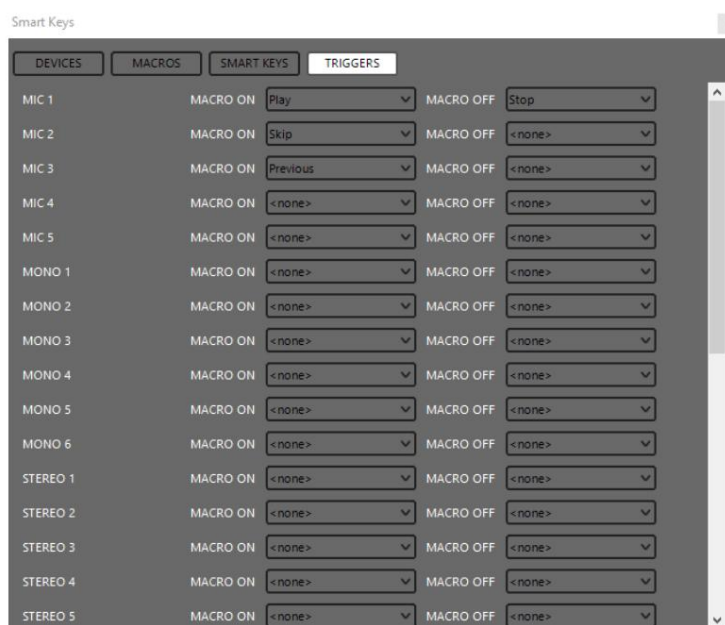 Smart Keys
DEVICES MACROS SMART KEYS TRIGGERS
MIC 1 MACRO ON Play MACRO OFF Stop
MIC 2 MACRO ON Skip MACRO OFF <none>
MIC 3 MACRO ON Previous MACRO OFF <none>
MIC 4 MACRO ON <none> MACRO OFF <none>
MIC 5 MACRO ON <none> MACRO OFF <none>
MONO 1 MACRO ON <none> MACRO OFF <none>
MONO 2 MACRO ON <none> MACRO OFF <none>
MONO 3 MACRO ON <none> MACRO OFF <none>
MONO 4 MACRO ON <none> MACRO OFF <none>
MONO 5 MACRO ON <none> MACRO OFF <none>
MONO 6 MACRO ON <none> MACRO OFF <none>
STEREO 1 MACRO ON <none> MACRO OFF <none>
STEREO 2 MACRO ON <none> MACRO OFF <none>
STEREO 3 MACRO ON <none> MACRO OFF <none>
STEREO 4 MACRO ON <none> MACRO OFF <none>
STEREO 5 MACRO ON <none> MACRO OFF <none>